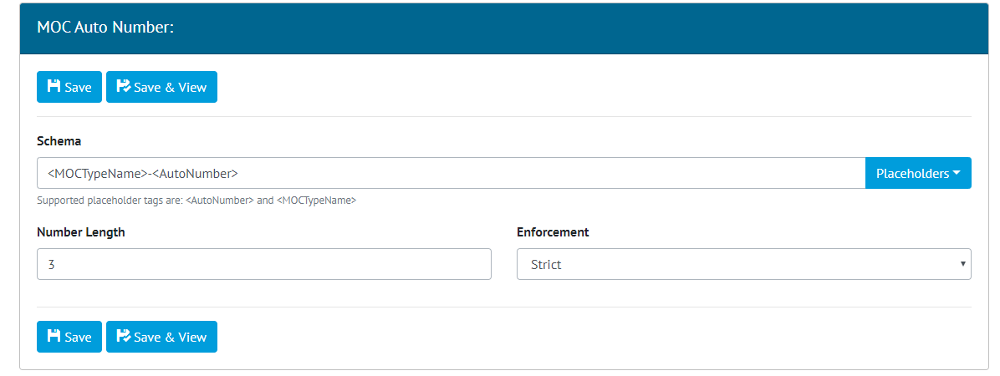 MOC Auto Number:
Save Save & View
Schema
<MOCTypeName>-<AutoNumber> Placeholders
Supported placeholder tags are: <AutoNumber> and <MOCTypeName>
Number Length Enforcement
3 Strict
Save Save & View